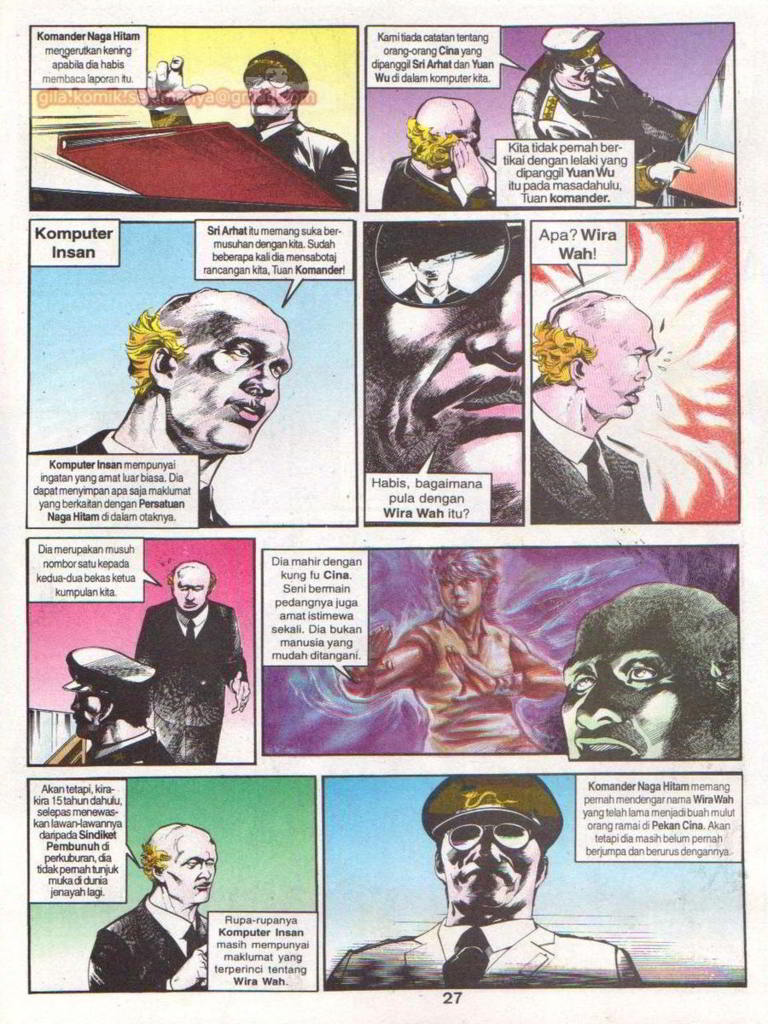 Komander Naga Hitam
mengerutkan kening
apabila dia habis
membaca laporan itu.
Kami tiada catatan tentang
orang-orang Cina yang
dipanggil Sri Arhat dan Yuan
Wu di dalam komputer kita.
Kita tidak pernah ber-
tikai dengan lelaki yang
dipanggil Yuan Wu
itu pada masadahulu,
Tuan komander.
Komputer
Insan
Sri Arhat itu memang suka ber-
musuhan dengan kita. Sudah
beberapa kali dia mensabotaj
rancangan kita, Tuan Komander!
Komputer Insan mempunyai
ingatan yang amat luar biasa. Dia
dapat menyimpan apa saja maklumat
yang berkaitan dengan Persatuan
Naga Hitam di dalam otaknya.
Habis, bagaimana
pula dengan
Wira Wah itu?
Apa? Wira
Wah!
Dia merupakan musuh
nombor satu kepada
kedua-dua bekas ketua
kumpulan kita.
Dia mahir dengan
kung fu Cina.
Seni bermain
pedangnya juga
amat istimewa
sekali. Dia bukan
manusia yang
mudah ditangani.
Akan tetapi, kira-
kira 15 tahun dahulu,
selepas menewas-
kan lawan-lawannya
daripada Sindiket
Pembunuh di
perkuburan, dia
tidak pernah tunjuk
muka di dunia
jenayah lagi.
Rupa-rupanya
Komputer Insan
masih mempunyai
maklumat yang
terperinci tentang
Wira Wah.
Komander Naga Hitam memang
pernah mendengar nama Wira Wah
yang telah lama menjadi buah mulut
orang ramai di Pekan Cina. Akan
tetapi dia masih belum pernah
berjumpa dan berurus dengannya.
27